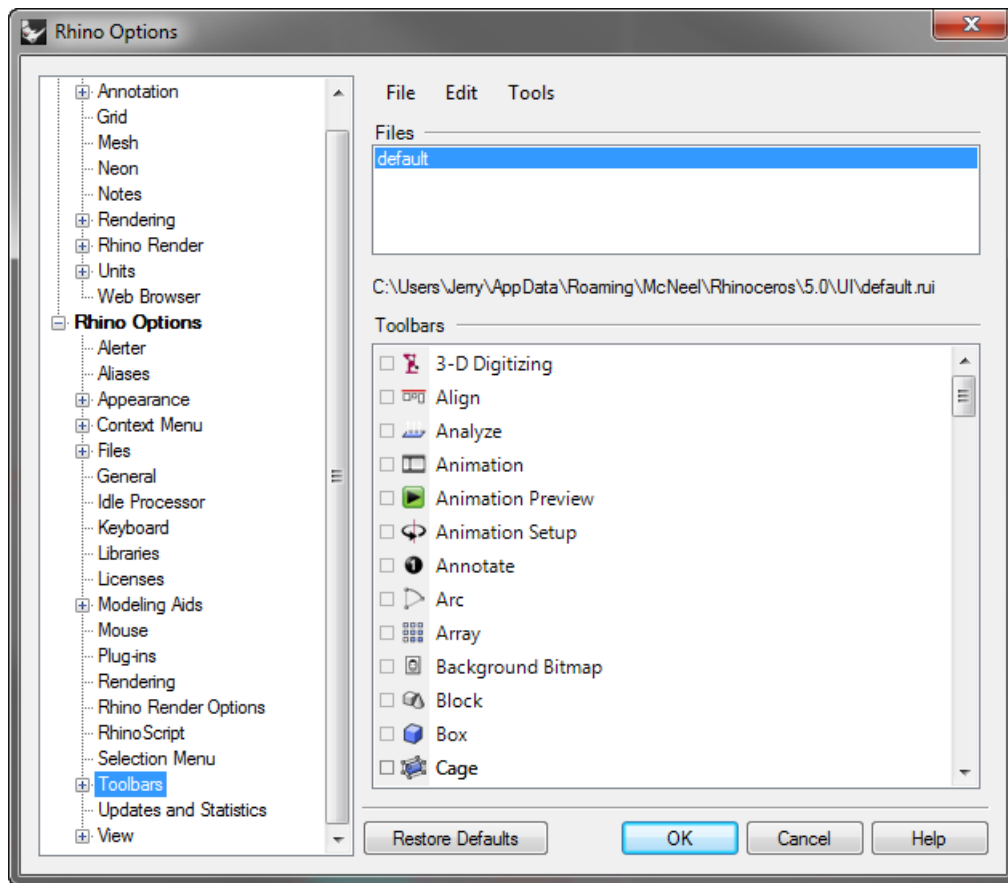 Rhino Options
Annotation
Grid
Mesh
Neon
Notes
Rendering
Rhino Render
Units
Web Browser
Rhino Options
Alerter
Aliases
Appearance
Context Menu
Files
General
Idle Processor
Keyboard
Libraries
Licenses
Modeling Aids
Mouse
Plug-ins
Rendering
Rhino Render Options
RhinoScript
Selection Menu
Toolbars
Updates and Statistics
View
File Edit Tools
Files
default
C:\Users\Jerry\AppData\Roaming\McNeel\Rhinoceros\5.0\UI\default.rui
Toolbars
3-D Digitizing
Align
Analyze
Animation
Animation Preview
Animation Setup
Annotate
Arc
Array
Background Bitmap
Block
Box
Cage
Restore Defaults OK Cancel Help